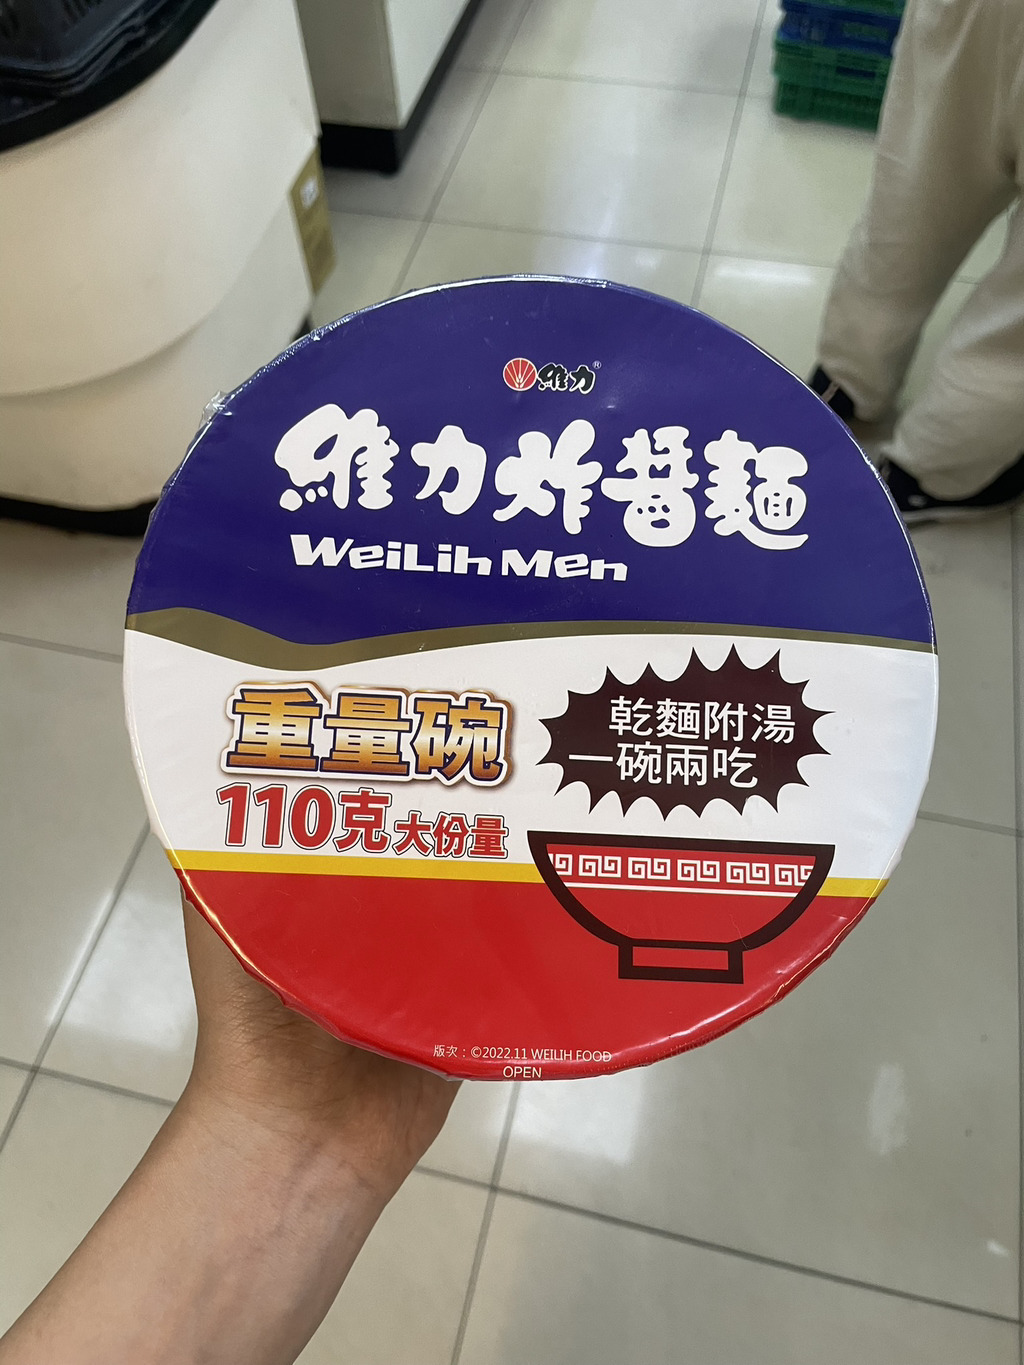 維力®
維力炸醬麵
WeiLih Men
重量碗
110克大份量
乾麵附湯
一碗兩吃
版次：©2022.11 WEILIH FOOD
OPEN